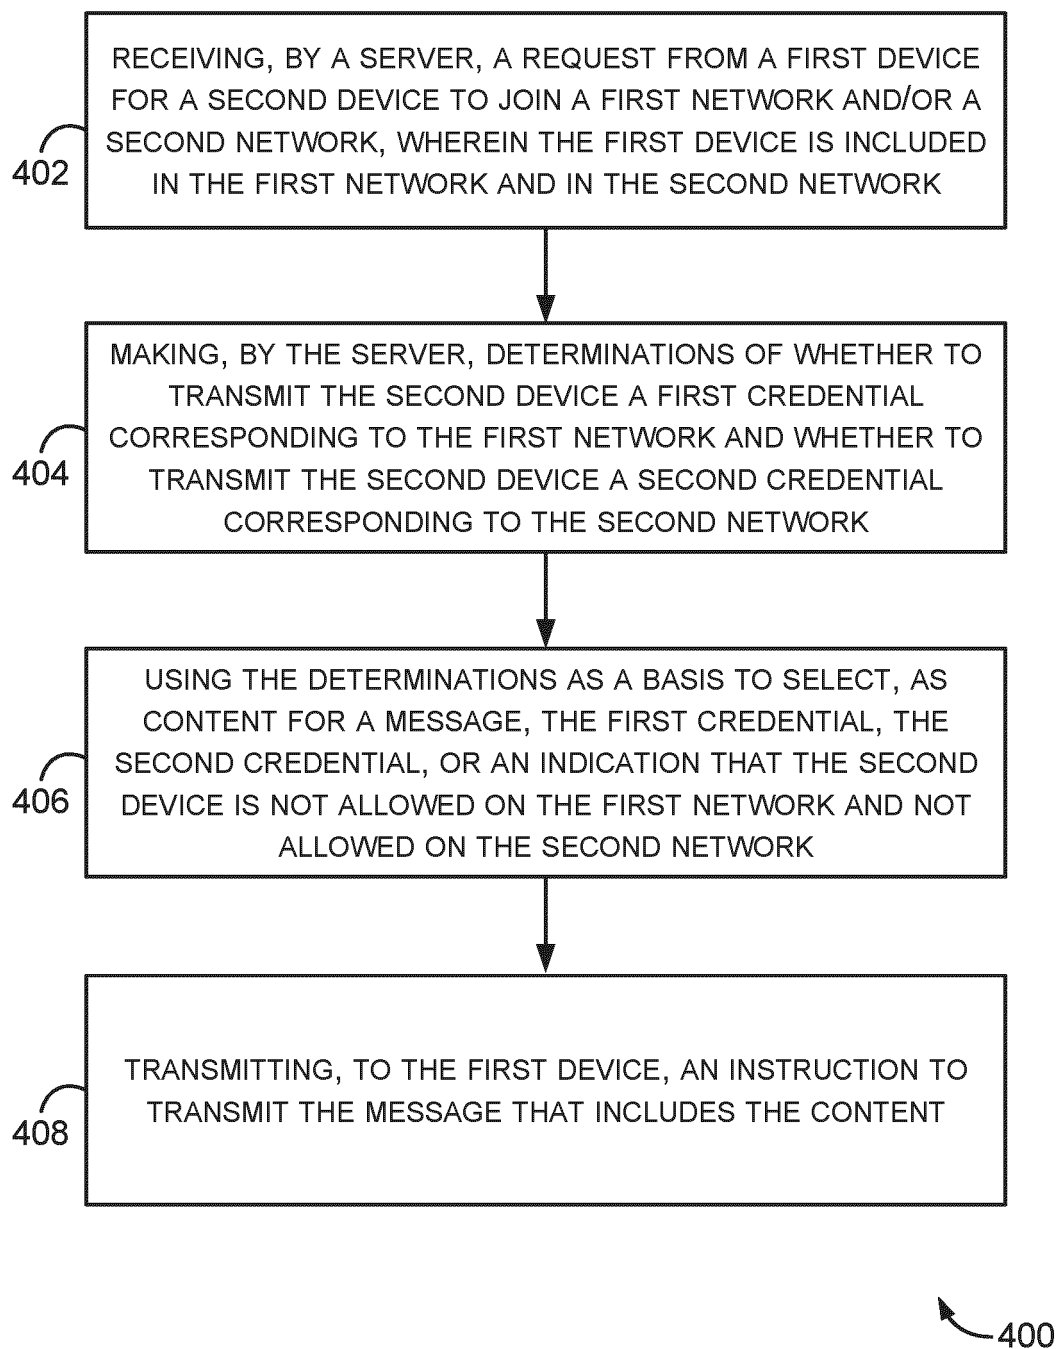 RECEIVING, BY A SERVER, A REQUEST FROM A FIRST DEVICE
FOR A SECOND DEVICE TO JOIN A FIRST NETWORK AND/OR A
SECOND NETWORK, WHEREIN THE FIRST DEVICE IS INCLUDED
IN THE FIRST NETWORK AND IN THE SECOND NETWORK
402
MAKING, BY THE SERVER, DETERMINATIONS OF WHETHER TO
TRANSMIT THE SECOND DEVICE A FIRST CREDENTIAL
CORRESPONDING TO THE FIRST NETWORK AND WHETHER TO
TRANSMIT THE SECOND DEVICE A SECOND CREDENTIAL
CORRESPONDING TO THE SECOND NETWORK
404
USING THE DETERMINATIONS AS A BASIS TO SELECT, AS
CONTENT FOR A MESSAGE, THE FIRST CREDENTIAL, THE
SECOND CREDENTIAL, OR AN INDICATION THAT THE SECOND
DEVICE IS NOT ALLOWED ON THE FIRST NETWORK AND NOT
ALLOWED ON THE SECOND NETWORK
406
TRANSMITTING, TO THE FIRST DEVICE, AN INSTRUCTION TO
TRANSMIT THE MESSAGE THAT INCLUDES THE CONTENT
408
400